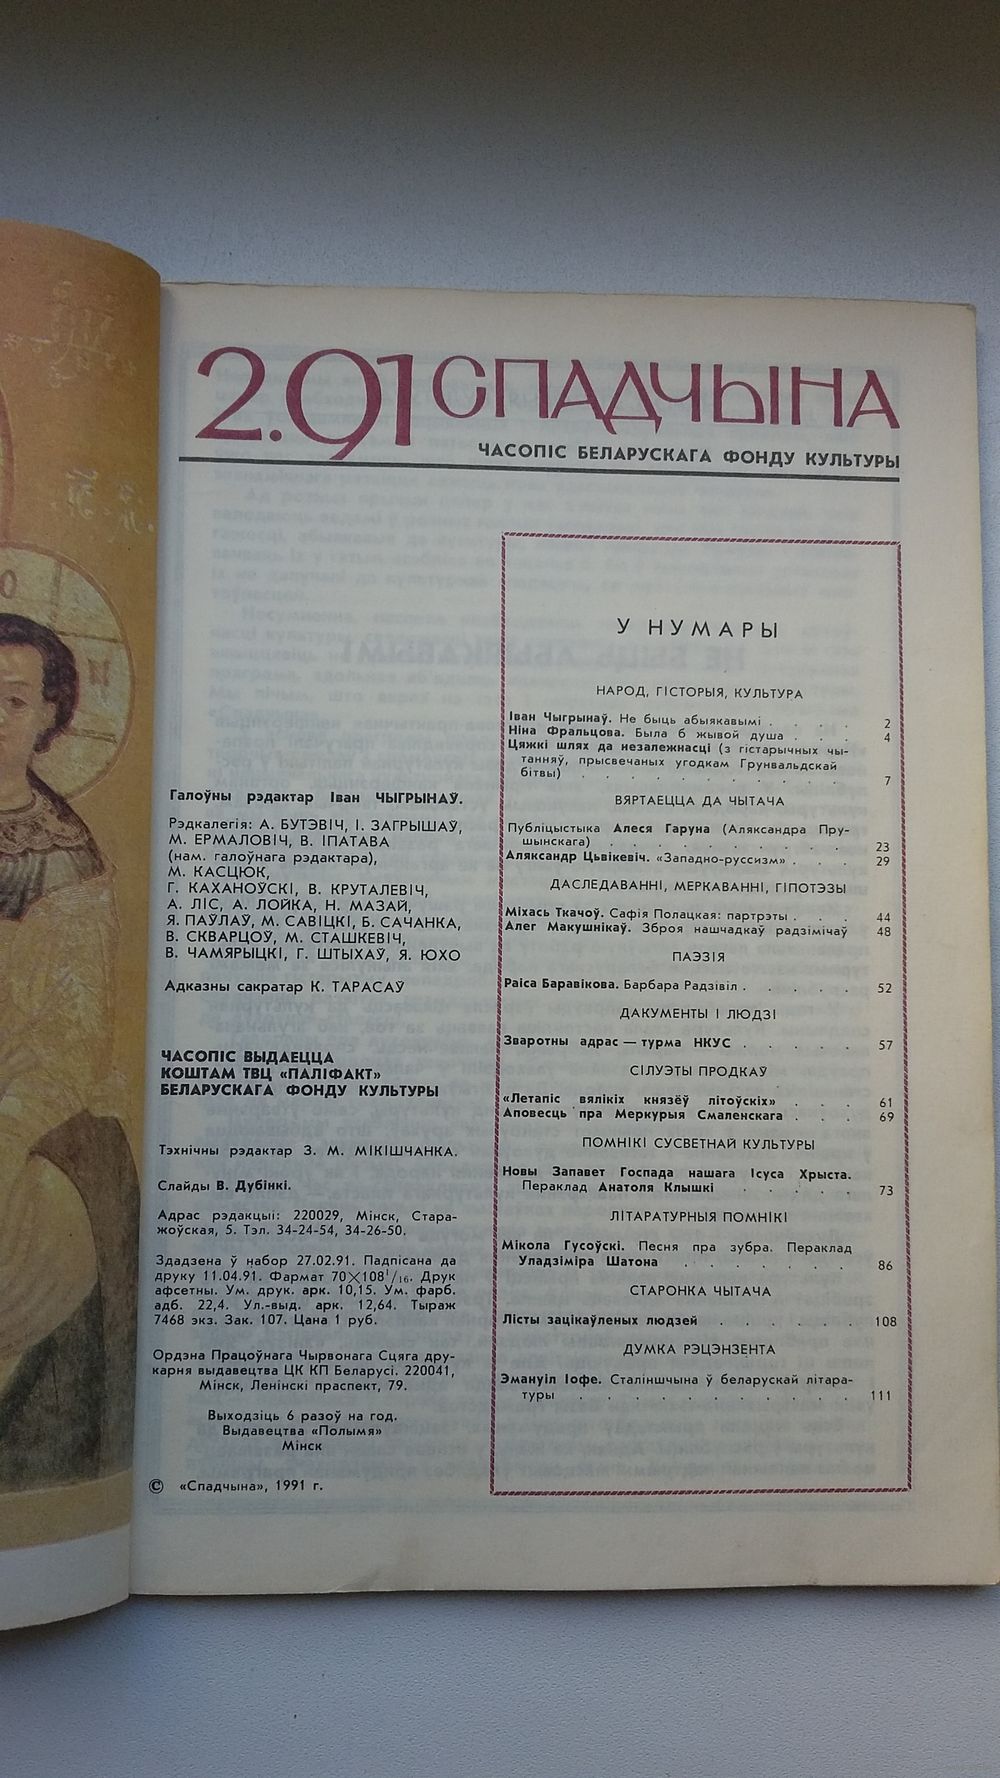 2.91 СПАДЧЫНА
ЧАСОПІС БЕЛАРУСКАГА ФОНДУ КУЛЬТУРЫ
Галоўны рэдактар Іван ЧЫГРЫНАЎ.
Рэдкалегія: А. БУТЭВІЧ, І. ЗАГРЫШАЎ,
М. ЕРМАЛОВІЧ, В. ІПАТАВА
(нам. галоўнага рэдактара),
М. КАСЦЮК,
Г. КАХАНОЎСКІ, В. КРУТАЛЕВІЧ,
А. ЛІС, А. ЛОЙКА, Н. МАЗАЙ,
Я. ПАЎЛАЎ, М. САВІЦКІ, Б. САЧАНКА,
В. СКВАРЦОЎ, М. СТАШКЕВІЧ,
В. ЧАМЯРЫЦКІ, Г. ШТЫХАЎ, Я. ЮХО
Адказны сакратар К. ТАРАСАЎ
ЧАСОПІС ВЫДАЕЦЦА
КОШТАМ ТВЦ «ПАЛІФАКТ»
БЕЛАРУСКАГА ФОНДУ КУЛЬТУРЫ
Тэхнічны рэдактар З. М. МІКІШЧАНКА.
Слайды В. Дубінкі.
Адрас рэдакцыі: 220029, Мінск, Стара-
жоўская, 5. Тэл. 34-24-54, 34-26-50.
Здадзена ў набор 27.02.91. Падпісана да
друку 11.04.91. Фармат 70×108¹/₁₆. Друк
афсетны. Ум. друк. арк. 10,15. Ум. фарб.
адб. 22,4. Ул.-выд. арк. 12,64. Тыраж
7468 экз. Зак. 107. Цана 1 руб.
Ордэна Працоўнага Чырвонага Сцяга дру-
карня выдавецтва ЦК КП Беларусі. 220041,
Мінск, Ленінскі праспект, 79.
Выходзіць 6 разоў на год.
Выдавецтва «Полымя»
Мінск
© «Спадчына», 1991 г.
У НУМАРЫ
НАРОД, ГІСТОРЫЯ, КУЛЬТУРА
Іван Чыгрынаў. Не быць абыякавымі . . . . 2
Ніна Фральцова. Была б жывой душа . . . 4
Цяжкі шлях да незалежнасці (з гістарычных чы-
танняў, прысвечаных угодкам Грунвальдскай
бітвы) . . . . . . . . . . 7
ВЯРТАЕЦЦА ДА ЧЫТАЧА
Публіцыстыка Алеся Гаруна (Аляксандра Пру-
шынскага) . . . . . . . . . 23
Аляксандр Цьвікевіч. «Западно-руссизм» . . . 29
ДАСЛЕДАВАННІ, МЕРКАВАННІ, ГІПОТЭЗЫ
Міхась Ткачоў. Сафія Полацкая: партрэты . . . 44
Алег Макушнікаў. Зброя нашчадкаў радзімічаў 48
ПАЭЗІЯ
Раіса Баравікова. Барбара Радзівіл . . . . . 52
ДАКУМЕНТЫ І ЛЮДЗІ
Зваротны адрас — турма НКУС . . . . . 57
СІЛУЭТЫ ПРОДКАЎ
«Летапіс вялікіх князёў літоўскіх» . . . 61
Аповесць пра Меркурыя Смаленскага . . . 69
ПОМНІКІ СУСВЕТНАЙ КУЛЬТУРЫ
Новы Запавет Госпада нашага Ісуса Хрыста.
Пераклад Анатоля Клышкі . . . . . 73
ЛІТАРАТУРНЫЯ ПОМНІКІ
Мікола Гусоўскі. Песня пра зубра. Пераклад
Уладзіміра Шатона . . . . . . . 86
СТАРОНКА ЧЫТАЧА
Лісты зацікаўленых людзей . . . . . . 108
ДУМКА РЭЦЭНЗЕНТА
Эмануіл Іофе. Сталіншчына ў беларускай літара-
туры . . . . . . . . . . . 111